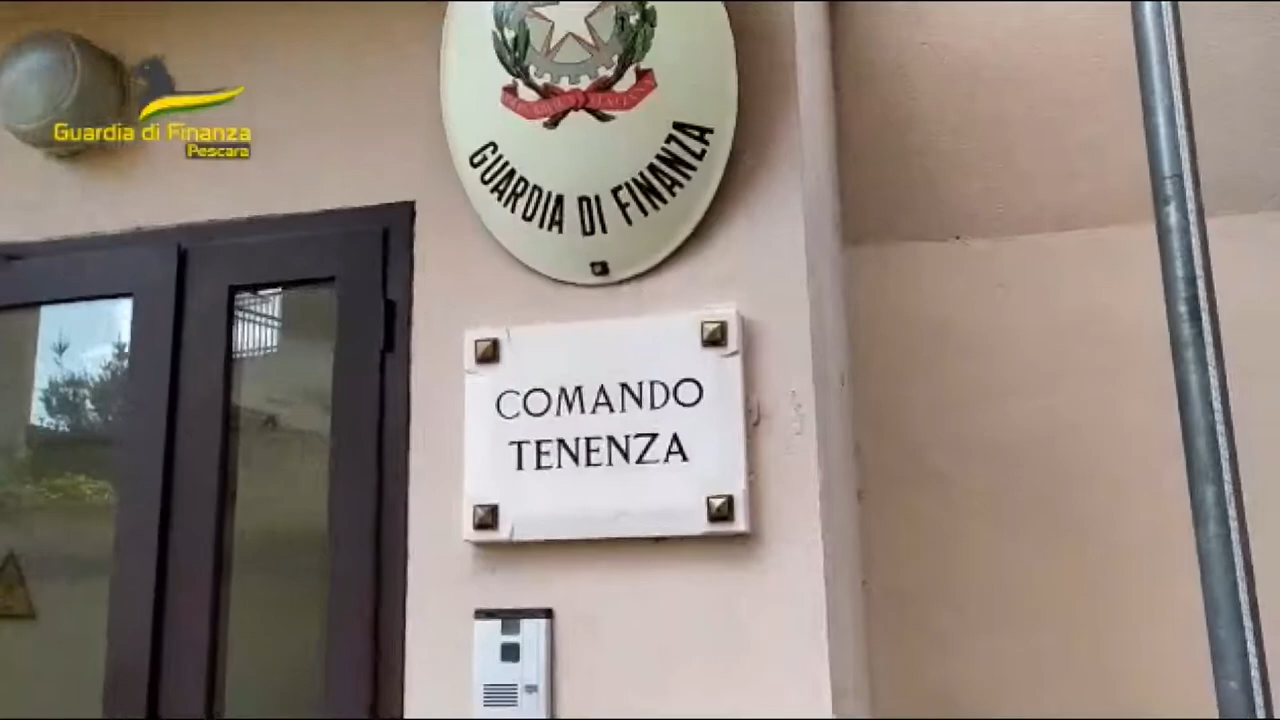 Guardia di Finanza
Pescara
GUARDIA DI FINANZA
COMANDO
TENENZA